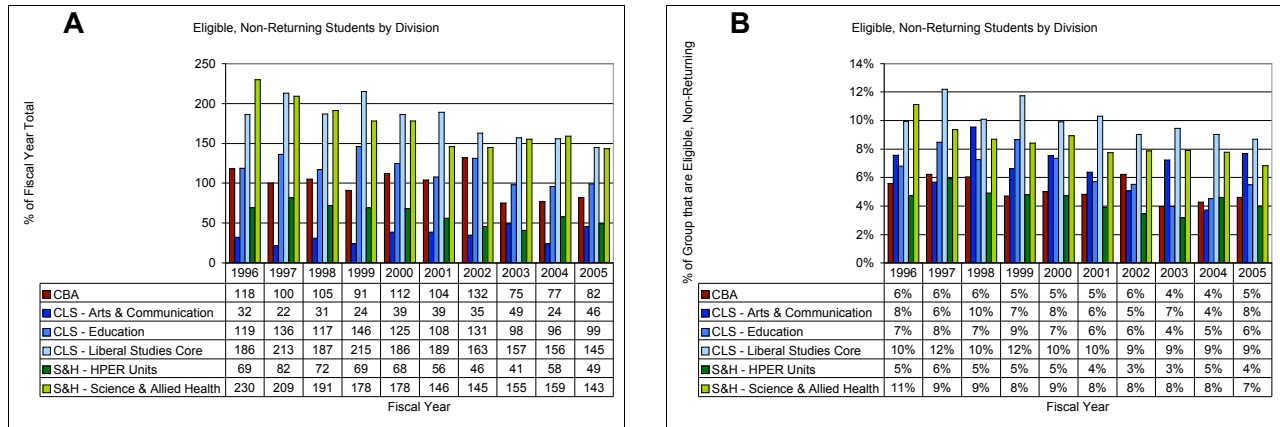 A
Eligible, Non-Returning Students by Division
% of Fiscal Year Total
250
200
150
100
50
0
1996 1997 1998 1999 2000 2001 2002 2003 2004 2005
CBA 118 100 105 91 112 104 132 75 77 82
CLS - Arts & Communication 32 22 31 24 39 39 35 49 24 46
CLS - Education 119 136 117 146 125 108 131 98 96 99
CLS - Liberal Studies Core 186 213 187 215 186 189 163 157 156 145
S&H - HPER Units 69 82 72 69 68 56 46 41 58 49
S&H - Science & Allied Health 230 209 191 178 178 146 145 155 159 143
Fiscal Year
B
Eligible, Non-Returning Students by Division
% of Group that are Eligible, Non-Returning
14%
12%
10%
8%
6%
4%
2%
0%
1996 1997 1998 1999 2000 2001 2002 2003 2004 2005
CBA 6% 6% 6% 5% 5% 5% 6% 4% 4% 5%
CLS - Arts & Communication 8% 6% 10% 7% 8% 6% 5% 7% 4% 8%
CLS - Education 7% 8% 7% 9% 7% 6% 6% 4% 5% 6%
CLS - Liberal Studies Core 10% 12% 10% 12% 10% 10% 9% 9% 9% 9%
S&H - HPER Units 5% 6% 5% 5% 5% 4% 3% 3% 5% 4%
S&H - Science & Allied Health 11% 9% 9% 8% 9% 8% 8% 8% 8% 7%
Fiscal Year